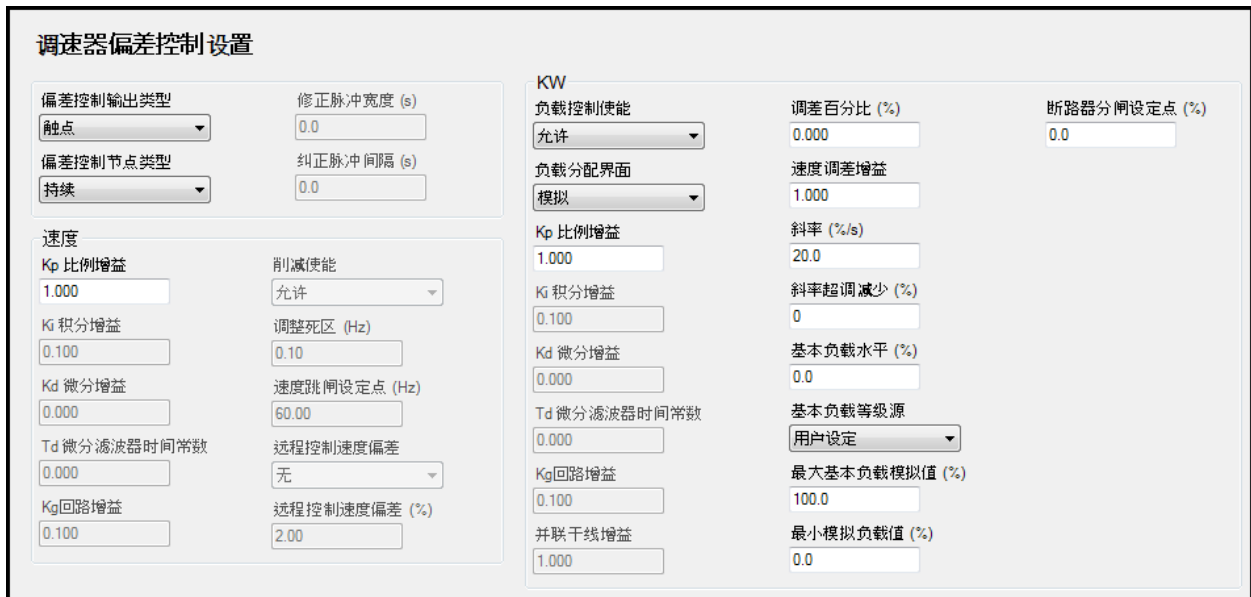 调速器偏差控制设置
偏差控制输出类型
触点
偏差控制节点类型
持续
修正脉冲宽度 (s)
0.0
纠正脉冲间隔 (s)
0.0
速度
Kp 比例增益
1.000
Ki 积分增益
0.100
Kd 微分增益
0.000
Td 微分滤波器时间常数
0.000
Kg回路增益
0.100
削减使能
允许
调整死区 (Hz)
0.10
速度跳闸设定点 (Hz)
60.00
远程控制速度偏差
无
远程控制速度偏差 (%)
2.00
KW
负载控制使能
允许
负载分配界面
模拟
Kp 比例增益
1.000
Ki 积分增益
0.100
Kd 微分增益
0.000
Td 微分滤波器时间常数
0.000
Kg回路增益
0.100
并联干线增益
1.000
调差百分比 (%)
0.000
速度调差增益
1.000
斜率 (%/s)
20.0
斜率超调减少 (%)
0
基本负载水平 (%)
0.0
基本负载等级源
用户设定
最大基本负载模拟值 (%)
100.0
最小模拟负载值 (%)
0.0
断路器分闸设定点 (%)
0.0